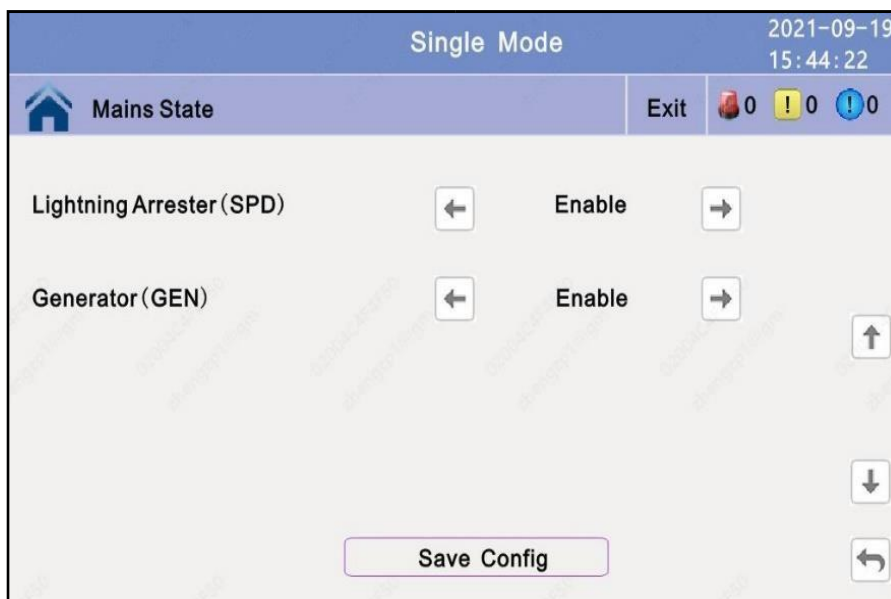 Single Mode
2021-09-19
15:44:22
Mains State
Exit
0
! 0
! 0
Lightning Arrester(SPD)
Enable
Generator(GEN)
Enable
Save Config